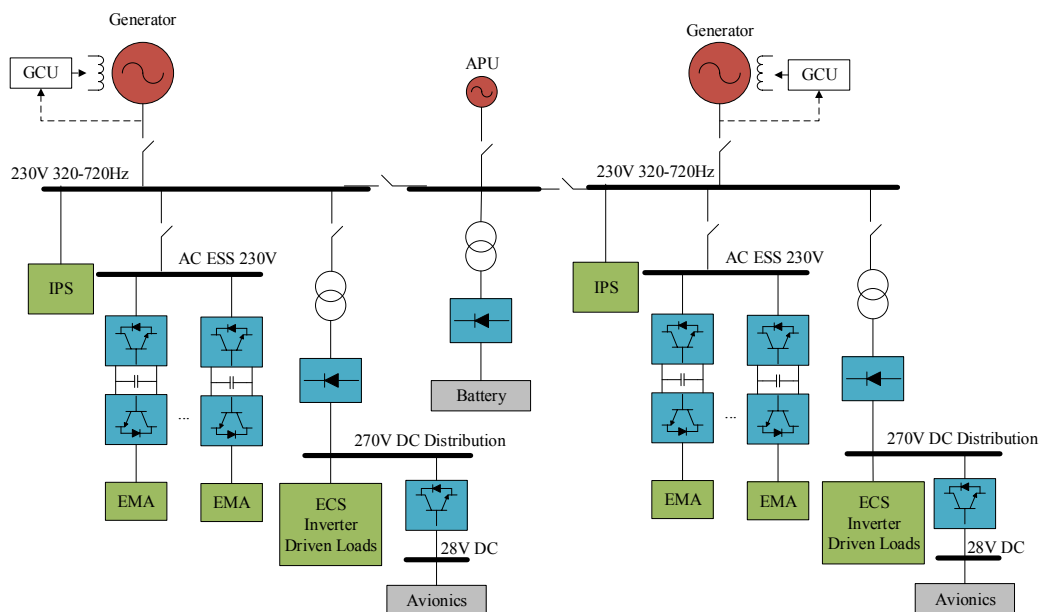 Generator
Generator
APU
GCU
GCU
230V 320-720Hz
230V 320-720Hz
AC ESS 230V
AC ESS 230V
IPS
IPS
Battery
...
...
270V DC Distribution
270V DC Distribution
EMA
EMA
ECS
Inverter
Driven Loads
EMA
EMA
ECS
Inverter
Driven Loads
28V DC
28V DC
Avionics
Avionics